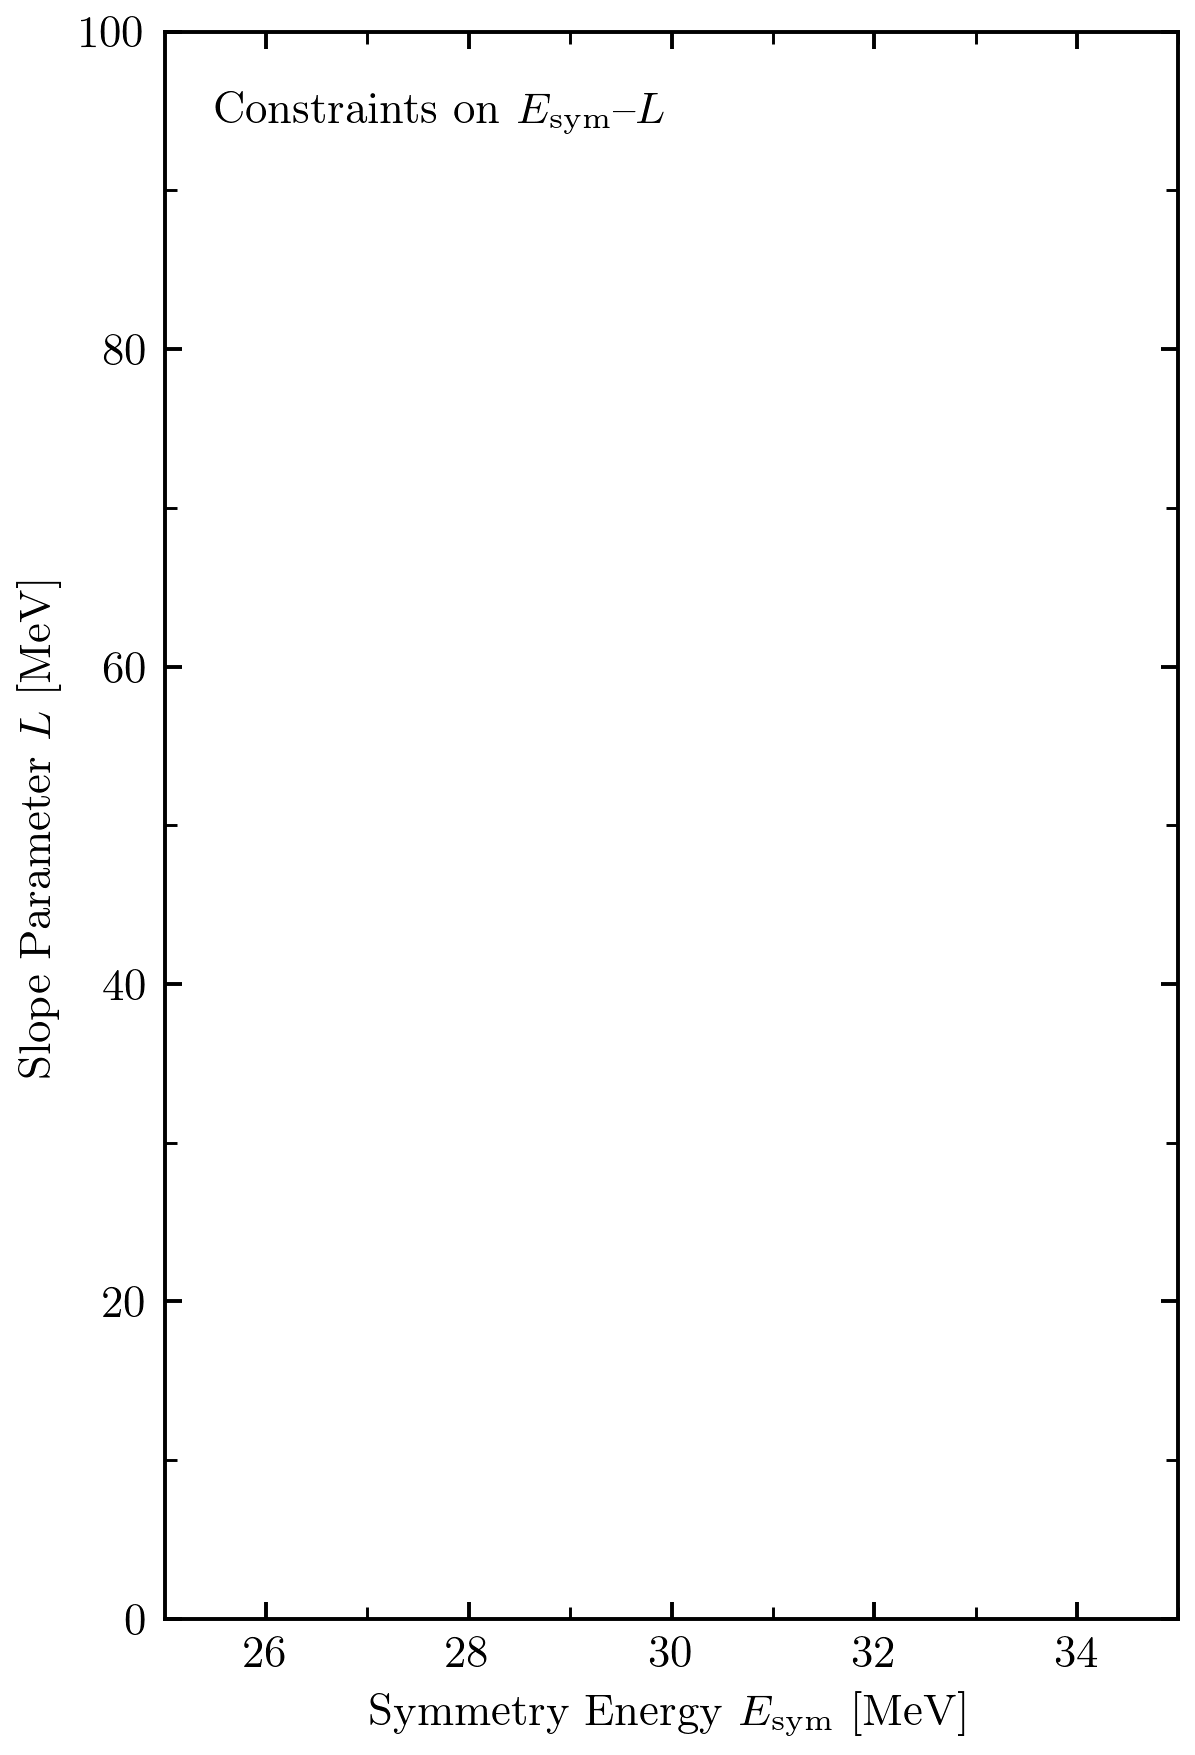 100
Constraints on E_sym–L
80
60
40
20
0
Slope Parameter L [MeV]
26 28 30 32 34
Symmetry Energy E_sym [MeV]